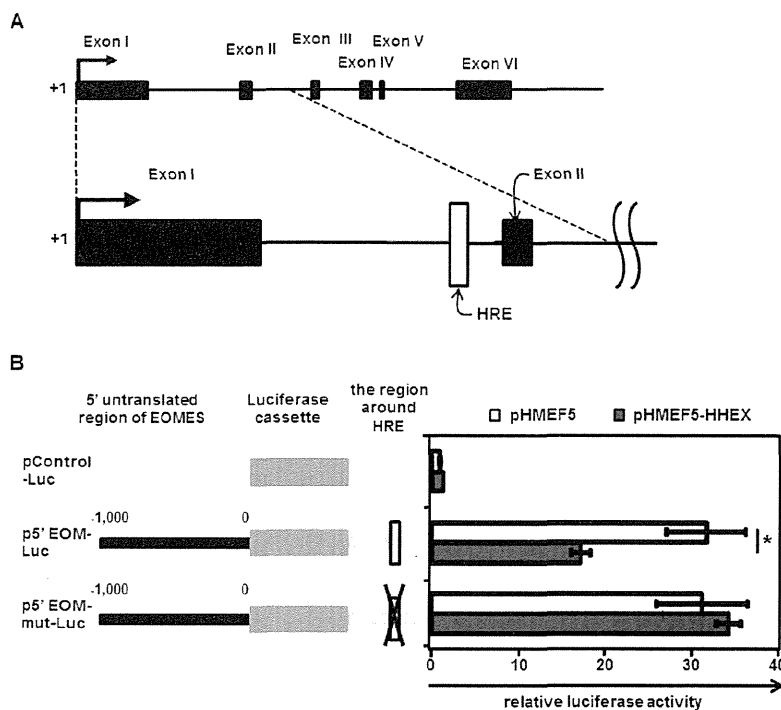 A
Exon I
Exon II
Exon III
Exon IV
Exon V
Exon VI
+1
Exon I
Exon II
+1
HRE
B
5' untranslated
region of EOMES
Luciferase
cassette
the region
around
HRE
pHMEF5
pHMEF5-HHEX
pControl
-Luc
-1,000
0
p5' EOM-
Luc
*
-1,000
0
p5' EOM-
mut-Luc
0
10
20
30
40
relative luciferase activity